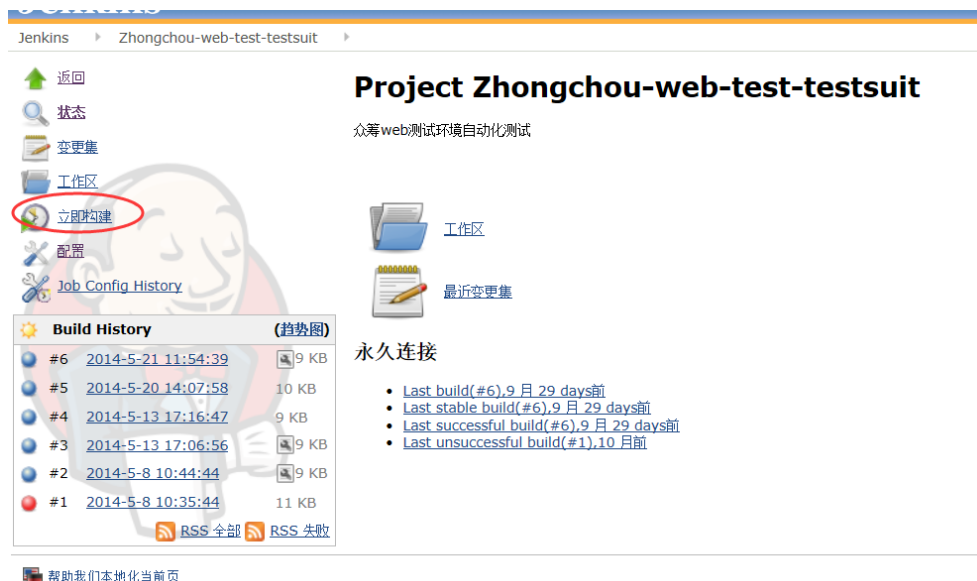 Jenkins
Jenkins Zhongchou-web-test-testsuit
返回
状态
变更集
工作区
立即构建
配置
Job Config History
Build History (趋势图)
#6 2014-5-21 11:54:39 9 KB
#5 2014-5-20 14:07:58 10 KB
#4 2014-5-13 17:16:47 9 KB
#3 2014-5-13 17:06:56 9 KB
#2 2014-5-8 10:44:44 9 KB
#1 2014-5-8 10:35:44 11 KB
RSS 全部 RSS 失败
Project Zhongchou-web-test-testsuit
众筹web测试环境自动化测试
工作区
最近变更集
永久连接
Last build(#6),9 月 29 days前
Last stable build(#6),9 月 29 days前
Last successful build(#6),9 月 29 days前
Last unsuccessful build(#1),10 月前
帮助我们本地化当前页